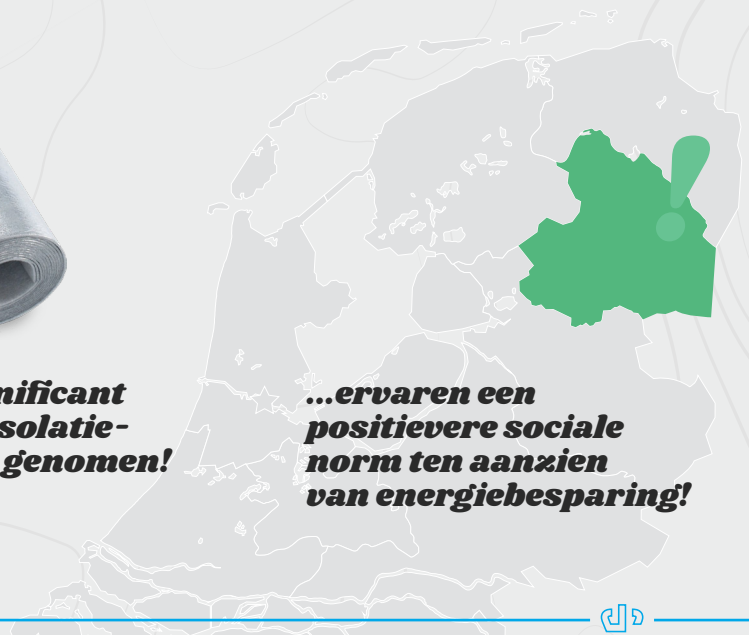 nificant
solatie-
genomen!
...ervaren een
positievere sociale
norm ten aanzien
van energiebesparing!